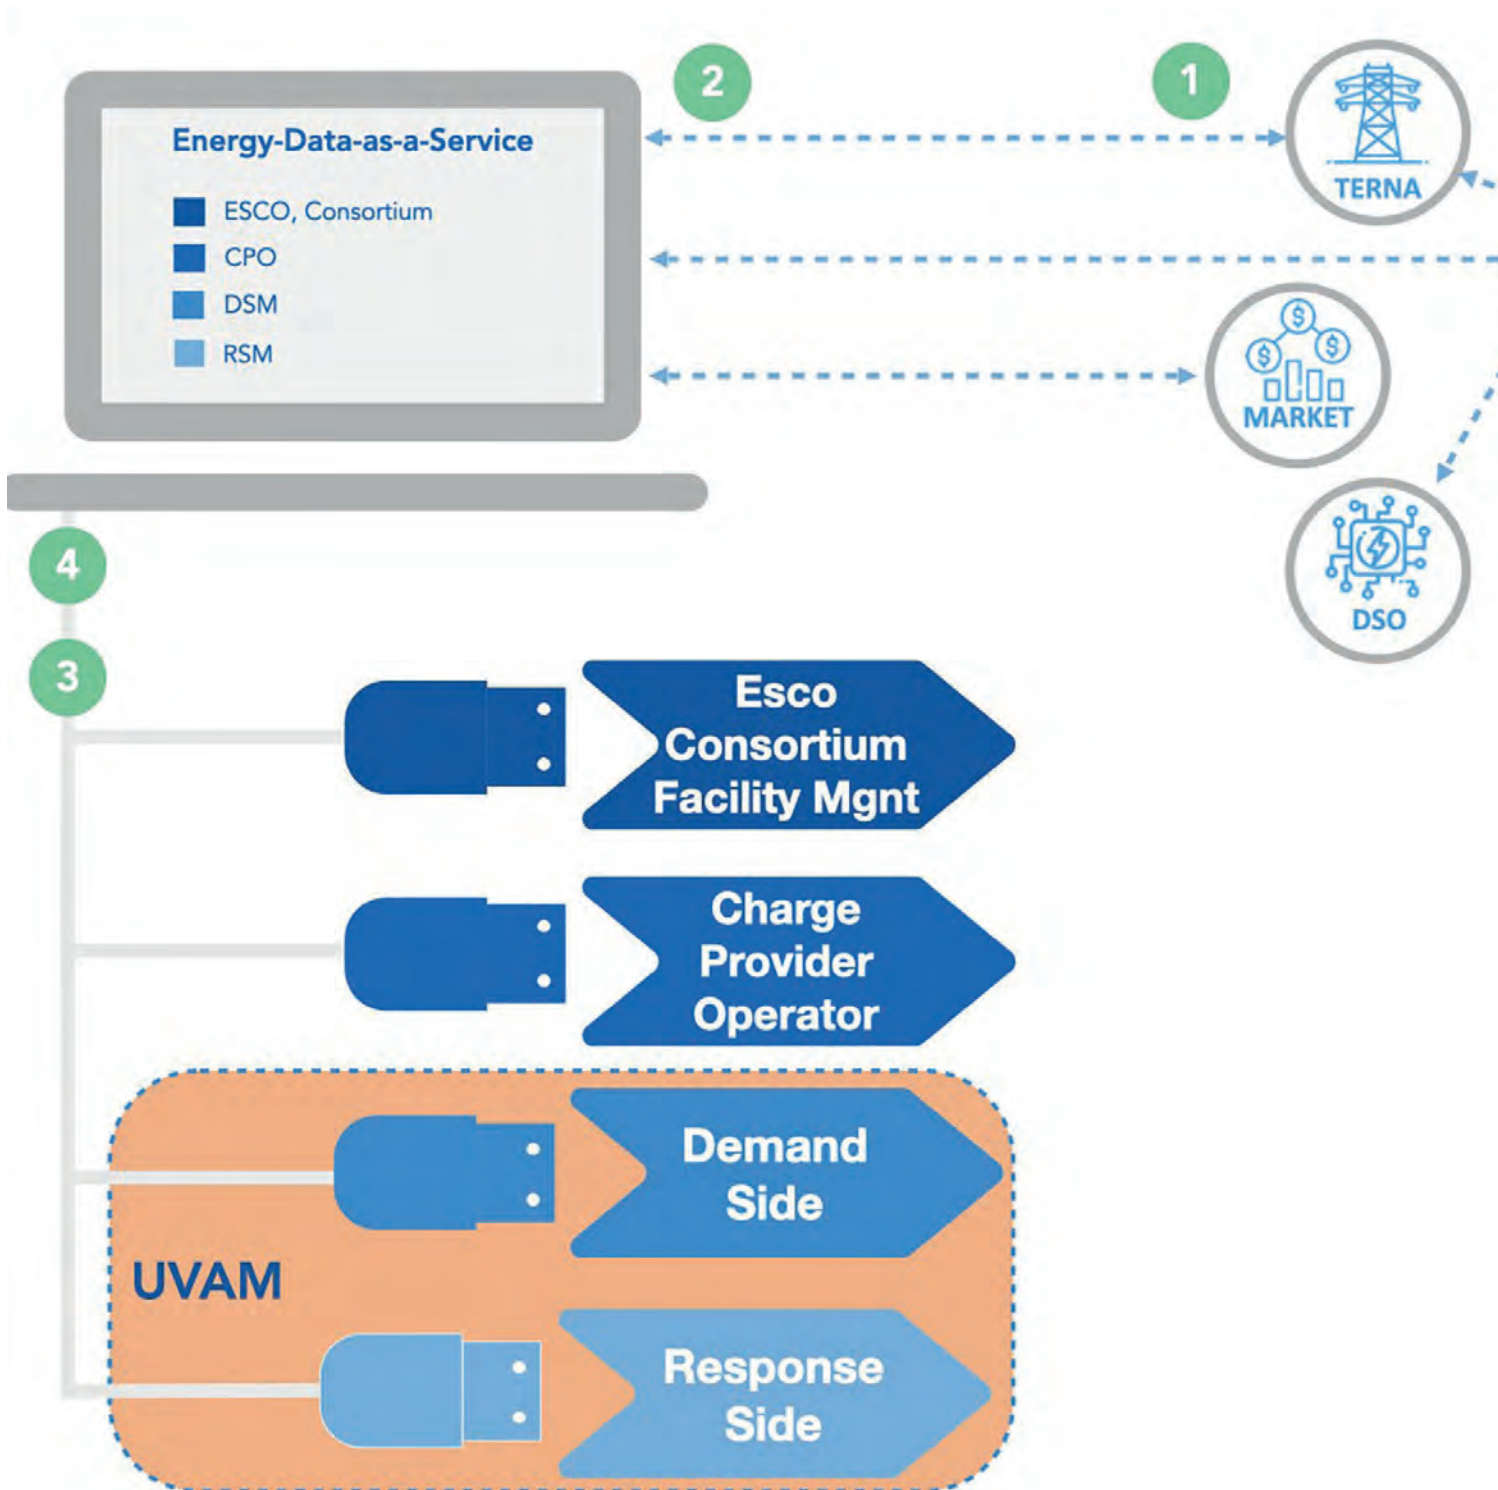 2
1
Energy-Data-as-a-Service
ESCO, Consortium
CPO
DSM
RSM
TERNA
$
$
$
MARKET
DSO
4
3
Esco
Consortium
Facility Mgnt
Charge
Provider
Operator
Demand
Side
UVAM
Response
Side